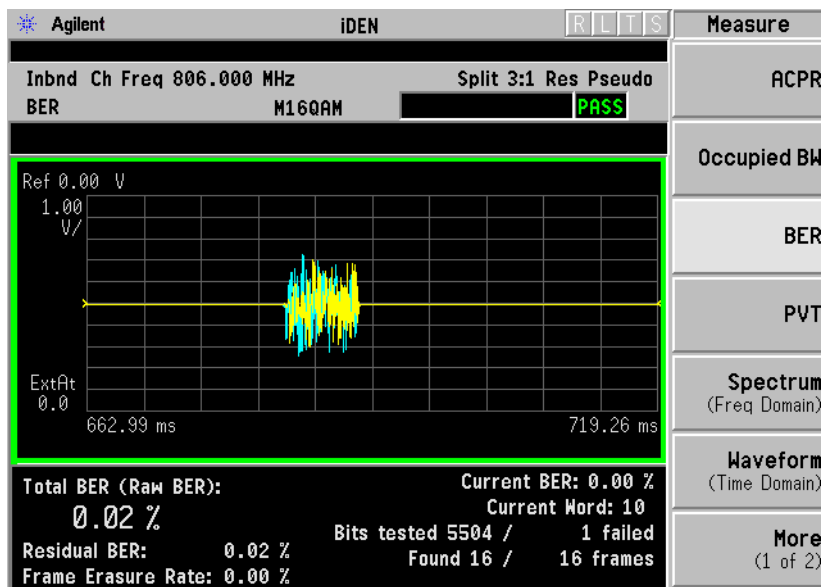 Agilent iDEN R L T S Measure
Inbnd Ch Freq 806.000 MHz Split 3:1 Res Pseudo
BER M16QAM PASS
ACPR
Occupied BW
BER
PVT
Spectrum
(Freq Domain)
Waveform
(Time Domain)
More
(1 of 2)
Ref 0.00 V
1.00
V/
ExtAt
0.0
662.99 ms 719.26 ms
Total BER (Raw BER): Current BER: 0.00 %
0.02 % Current Word: 10
Bits tested 5504 / 1 failed
Residual BER: 0.02 % Found 16 / 16 frames
Frame Erasure Rate: 0.00 %